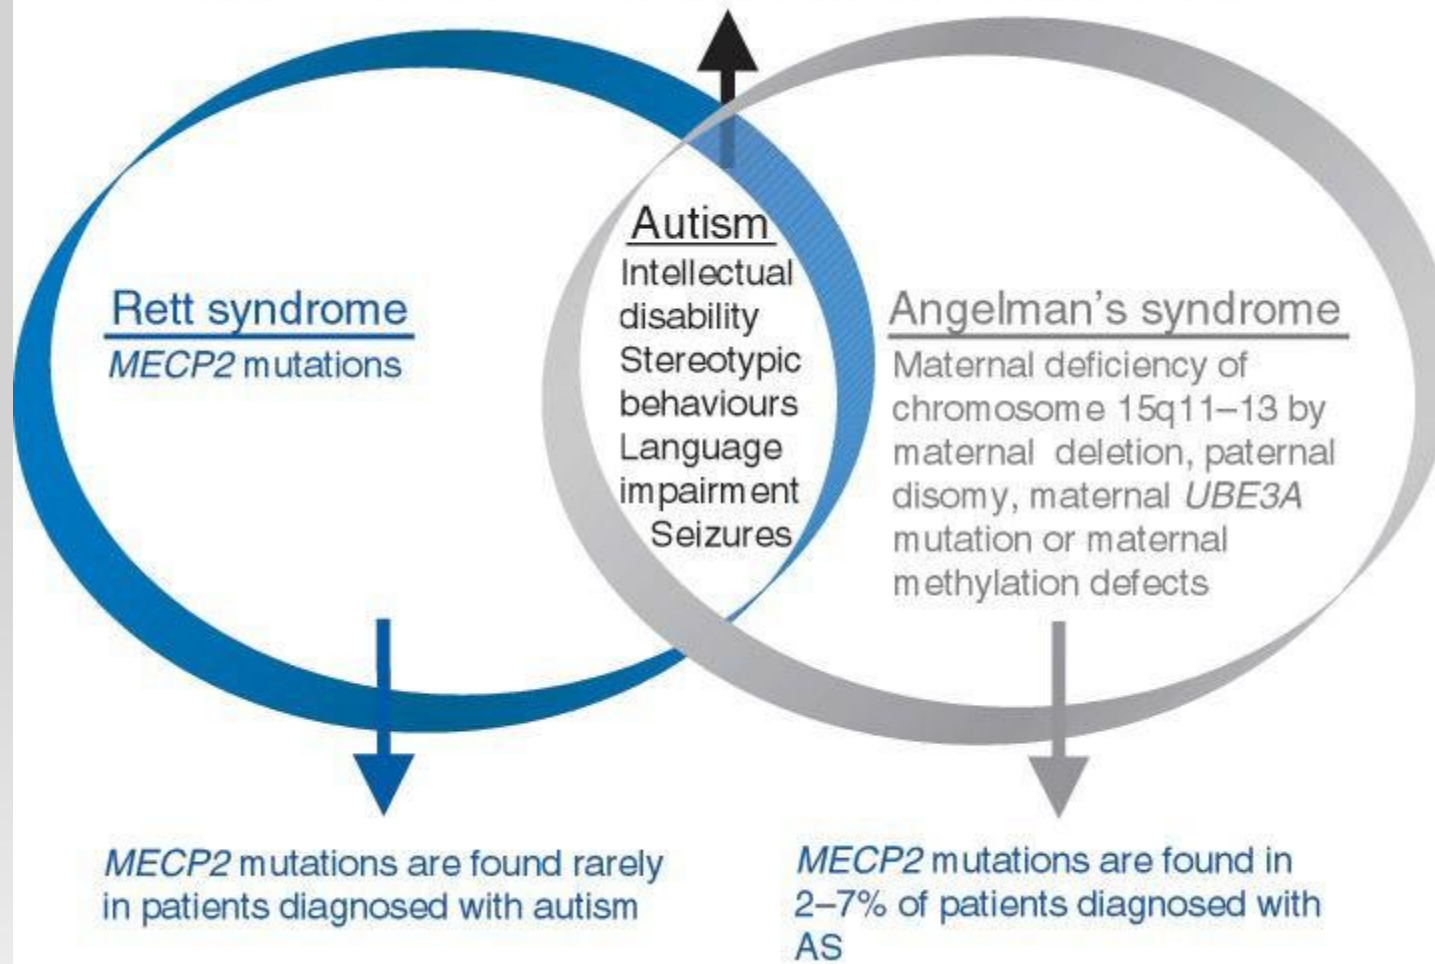 Autism
Intellectual
disability
Stereotypic
behaviours
Language
impairment
Seizures
Rett syndrome
MECP2 mutations
Angelman's syndrome
Maternal deficiency of
chromosome 15q11–13 by
maternal deletion, paternal
disomy, maternal UBE3A
mutation or maternal
methylation defects
MECP2 mutations are found rarely
in patients diagnosed with autism
MECP2 mutations are found in
2–7% of patients diagnosed with
AS